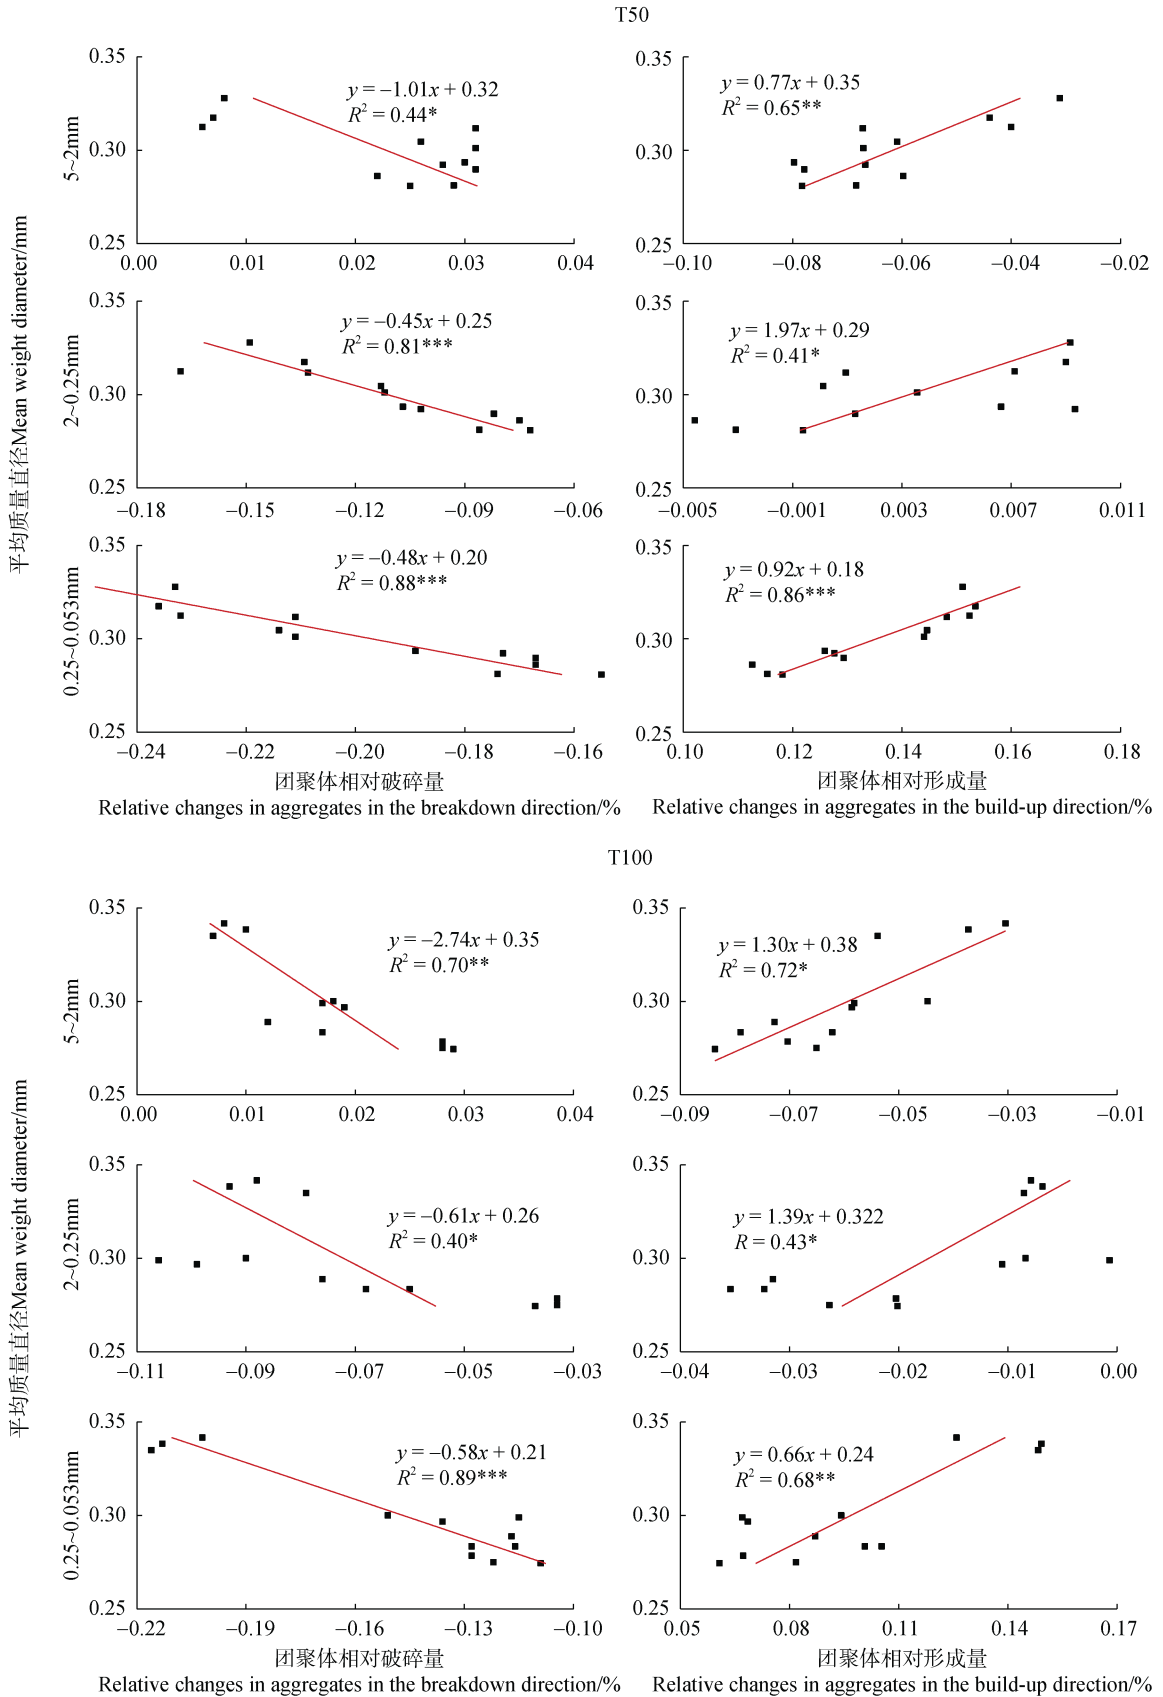 T50
0.35
0.30
0.25
5~2mm
y = –1.01x + 0.32
R² = 0.44*
0.00 0.01 0.02 0.03 0.04
0.35
0.30
0.25
y = 0.77x + 0.35
R² = 0.65**
–0.10 –0.08 –0.06 –0.04 –0.02
平均质量直径Mean weight diameter/mm
0.35
0.30
0.25
2~0.25mm
y = –0.45x + 0.25
R² = 0.81***
–0.18 –0.15 –0.12 –0.09 –0.06
0.35
0.30
0.25
y = 1.97x + 0.29
R² = 0.41*
–0.005 –0.001 0.003 0.007 0.011
0.35
0.30
0.25
0.25~0.053mm
y = –0.48x + 0.20
R² = 0.88***
–0.24 –0.22 –0.20 –0.18 –0.16
0.35
0.30
0.25
y = 0.92x + 0.18
R² = 0.86***
0.10 0.12 0.14 0.16 0.18
团聚体相对破碎量
Relative changes in aggregates in the breakdown direction/%
团聚体相对形成量
Relative changes in aggregates in the build-up direction/%
T100
0.35
0.30
0.25
5~2mm
y = –2.74x + 0.35
R² = 0.70**
0.00 0.01 0.02 0.03 0.04
0.35
0.30
0.25
y = 1.30x + 0.38
R² = 0.72*
–0.09 –0.07 –0.05 –0.03 –0.01
平均质量直径Mean weight diameter/mm
0.35
0.30
0.25
2~0.25mm
y = –0.61x + 0.26
R² = 0.40*
–0.11 –0.09 –0.07 –0.05 –0.03
0.35
0.30
0.25
y = 1.39x + 0.322
R = 0.43*
–0.04 –0.03 –0.02 –0.01 0.00
0.35
0.30
0.25
0.25~0.053mm
y = –0.58x + 0.21
R² = 0.89***
–0.22 –0.19 –0.16 –0.13 –0.10
0.35
0.30
0.25
y = 0.66x + 0.24
R² = 0.68**
0.05 0.08 0.11 0.14 0.17
团聚体相对破碎量
Relative changes in aggregates in the breakdown direction/%
团聚体相对形成量
Relative changes in aggregates in the build-up direction/%